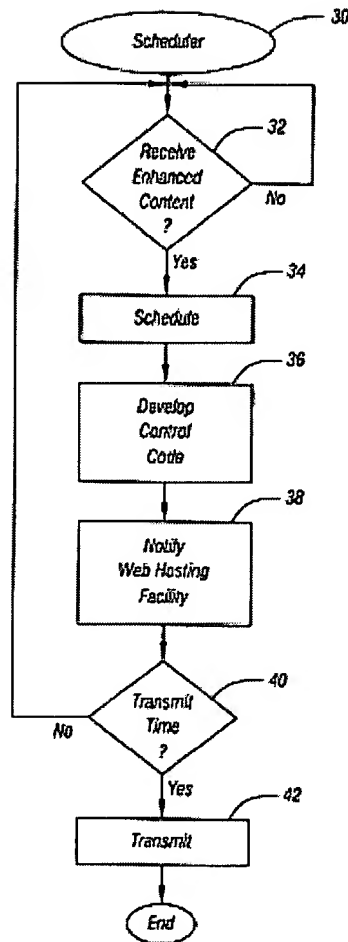 Scheduler
30
Receive
Enhanced
Content
?
32
No
Yes
34
Schedule
36
Develop
Control
Code
38
Notify
Web Hosting
Facility
40
Transmit
Time
?
No
Yes
42
Transmit
End